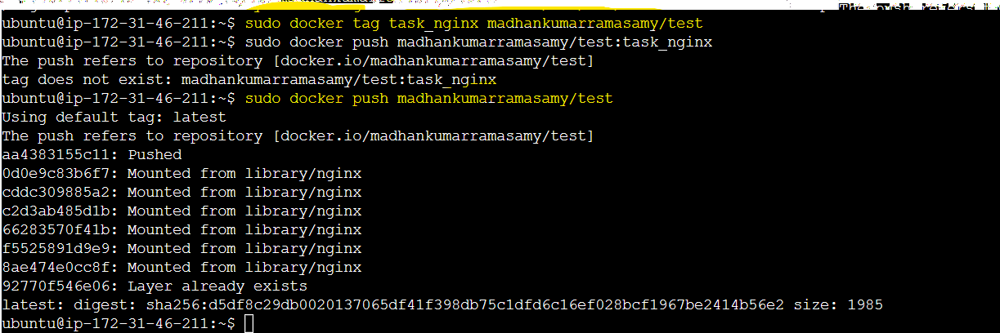 The push refers t
ubuntu@ip-172-31-46-211:~$ sudo docker tag task_nginx madhankumarramasamy/test
ubuntu@ip-172-31-46-211:~$ sudo docker push madhankumarramasamy/test:task_nginx
The push refers to repository [docker.io/madhankumarramasamy/test]
tag does not exist: madhankumarramasamy/test:task_nginx
ubuntu@ip-172-31-46-211:~$ sudo docker push madhankumarramasamy/test
Using default tag: latest
The push refers to repository [docker.io/madhankumarramasamy/test]
aa4383155c11: Pushed
0d0e9c83b6f7: Mounted from library/nginx
cddc309885a2: Mounted from library/nginx
c2d3ab485d1b: Mounted from library/nginx
66283570f41b: Mounted from library/nginx
f5525891d9e9: Mounted from library/nginx
8ae474e0cc8f: Mounted from library/nginx
92770f546e06: Layer already exists
latest: digest: sha256:d5df8c29db0020137065df41f398db75c1dfd6c16ef028bcf1967be2414b56e2 size: 1985
ubuntu@ip-172-31-46-211:~$